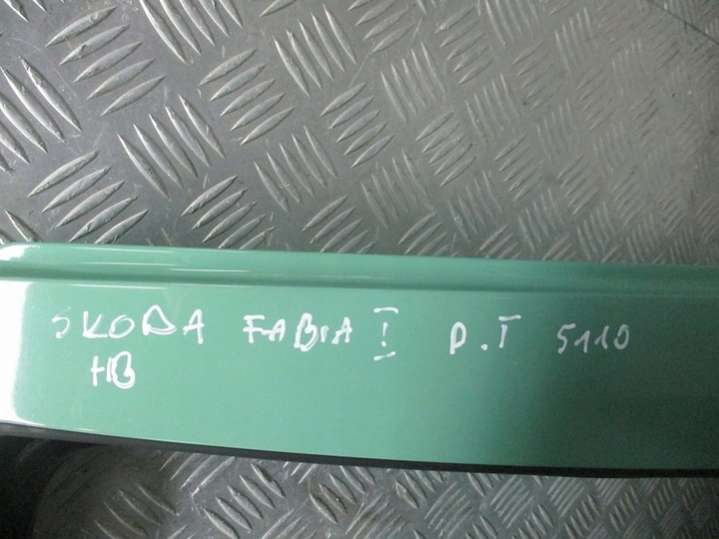 SKODA FABIA I P.T 5110
HB